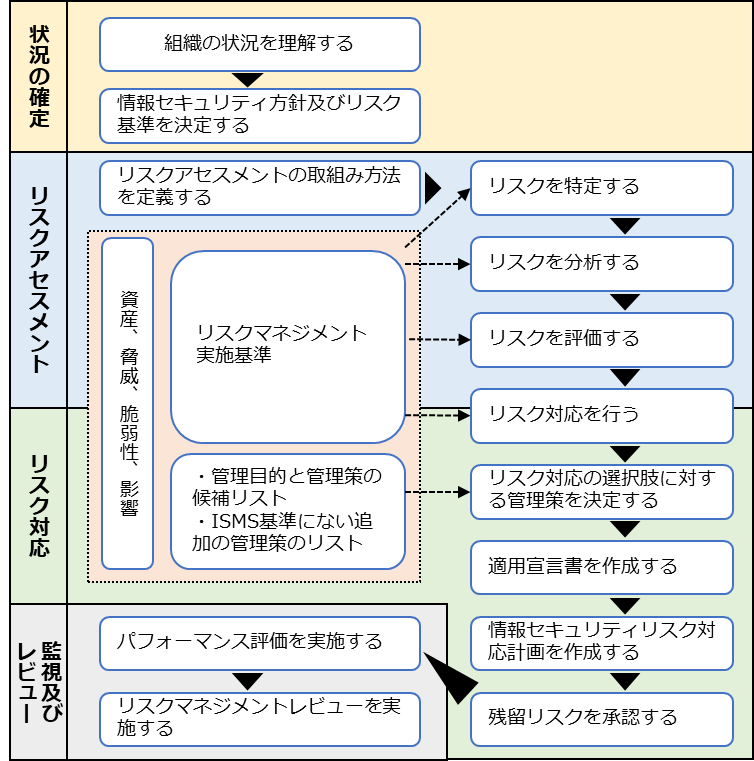 状況の確定
組織の状況を理解する
情報セキュリティ方針及びリスク
基準を決定する
リスクアセスメント
リスクアセスメントの取組み方法
を定義する
リスクを特定する
リスクを分析する
リスクを評価する
資産、脅威、脆弱性、影響
リスクマネジメント
実施基準
リスク対応
・管理目的と管理策の
候補リスト
・ISMS基準にない追
加の管理策のリスト
リスク対応を行う
リスク対応の選択肢に対す
る管理策を決定する
適用宣言書を作成する
情報セキュリティリスク対
応計画を作成する
残留リスクを承認する
監視及び
レビュー
パフォーマンス評価を実施する
リスクマネジメントレビューを実
施する